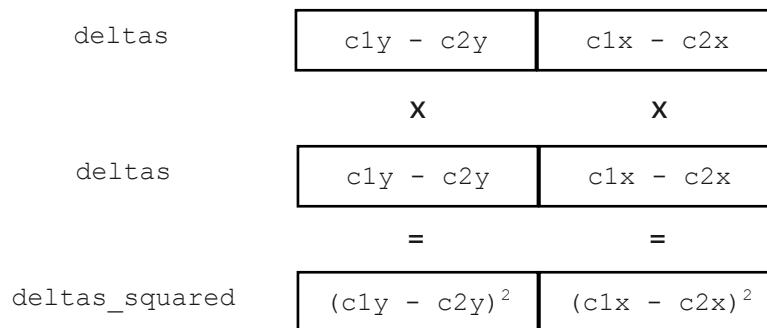 deltas c1y - c2y c1x - c2x
x x
deltas c1y - c2y c1x - c2x
= =
deltas_squared (c1y - c2y)² (c1x - c2x)²